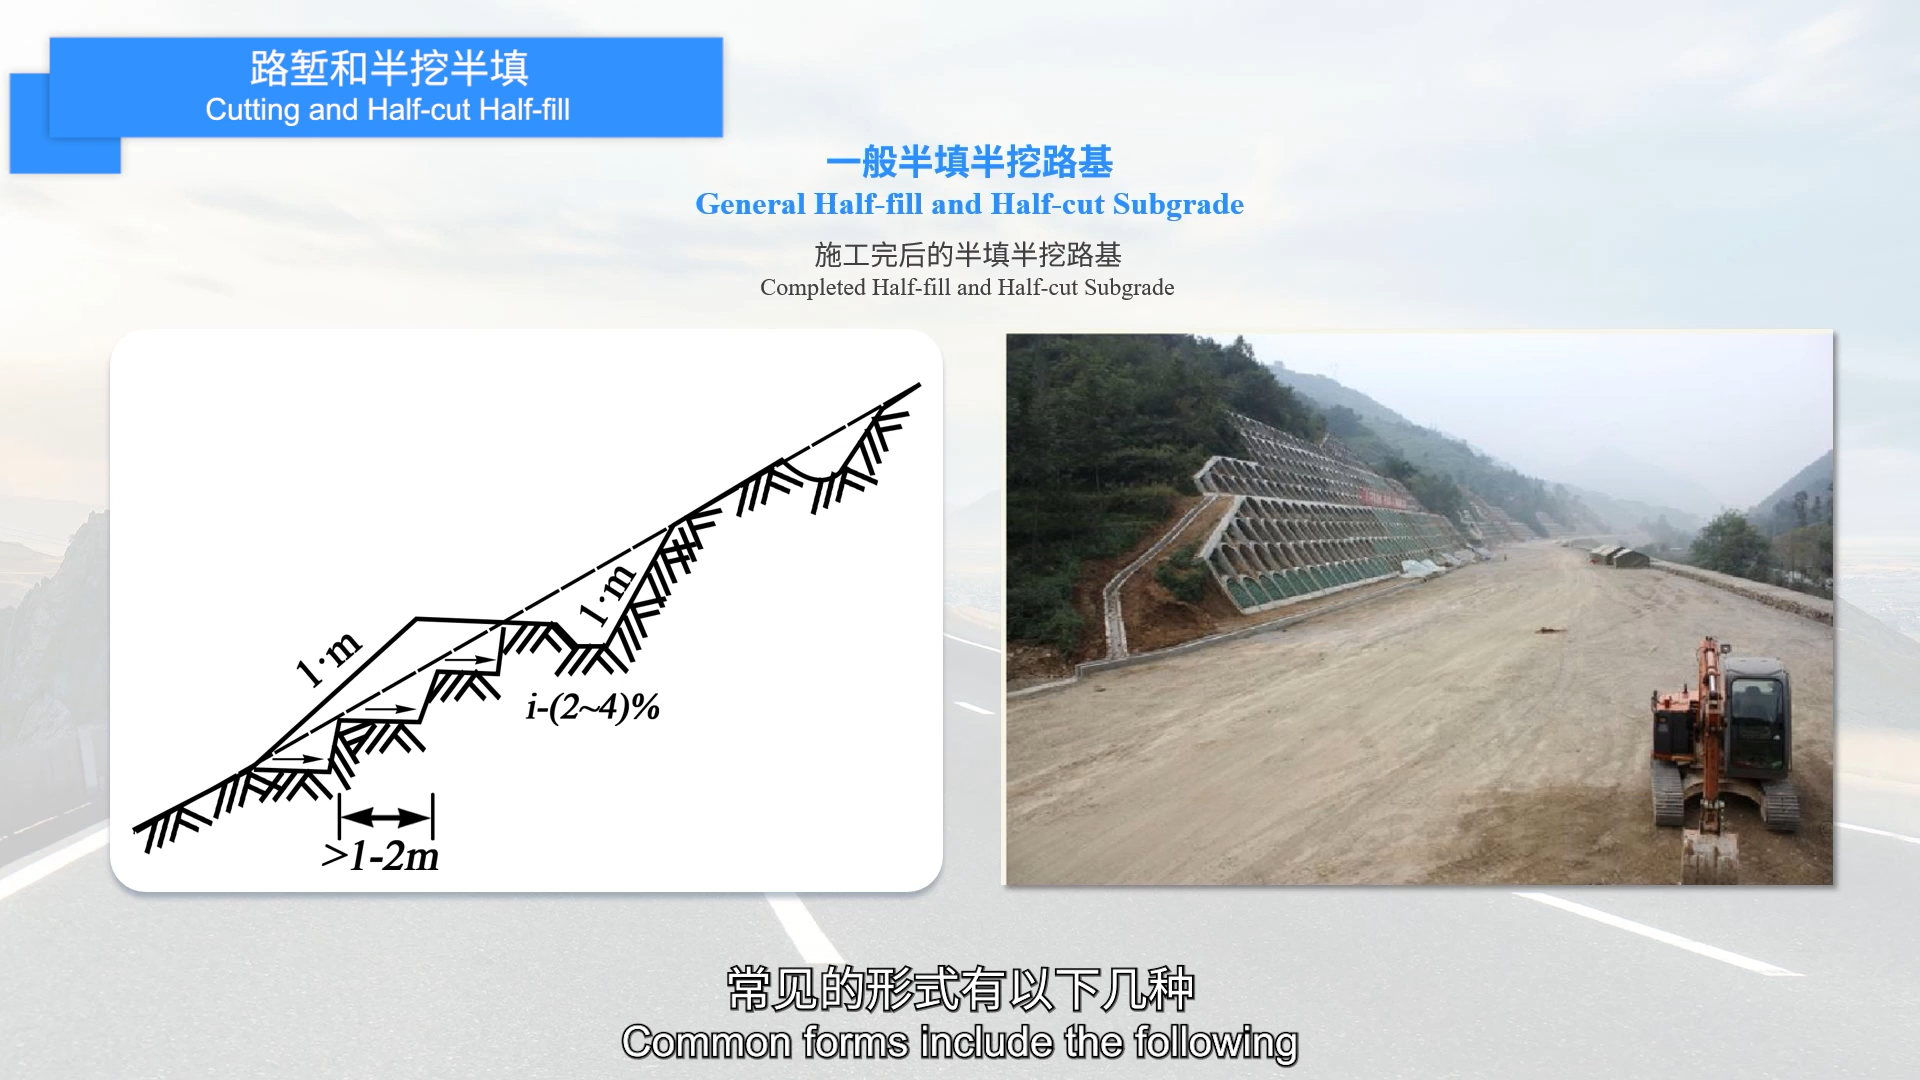 路堑和半挖半填
Cutting and Half-cut Half-fill
一般半填半挖路基
General Half-fill and Half-cut Subgrade
施工完后的半填半挖路基
Completed Half-fill and Half-cut Subgrade
1:m
1:m
i-(2~4)%
>1-2m
常见的形式有以下几种
Common forms include the following